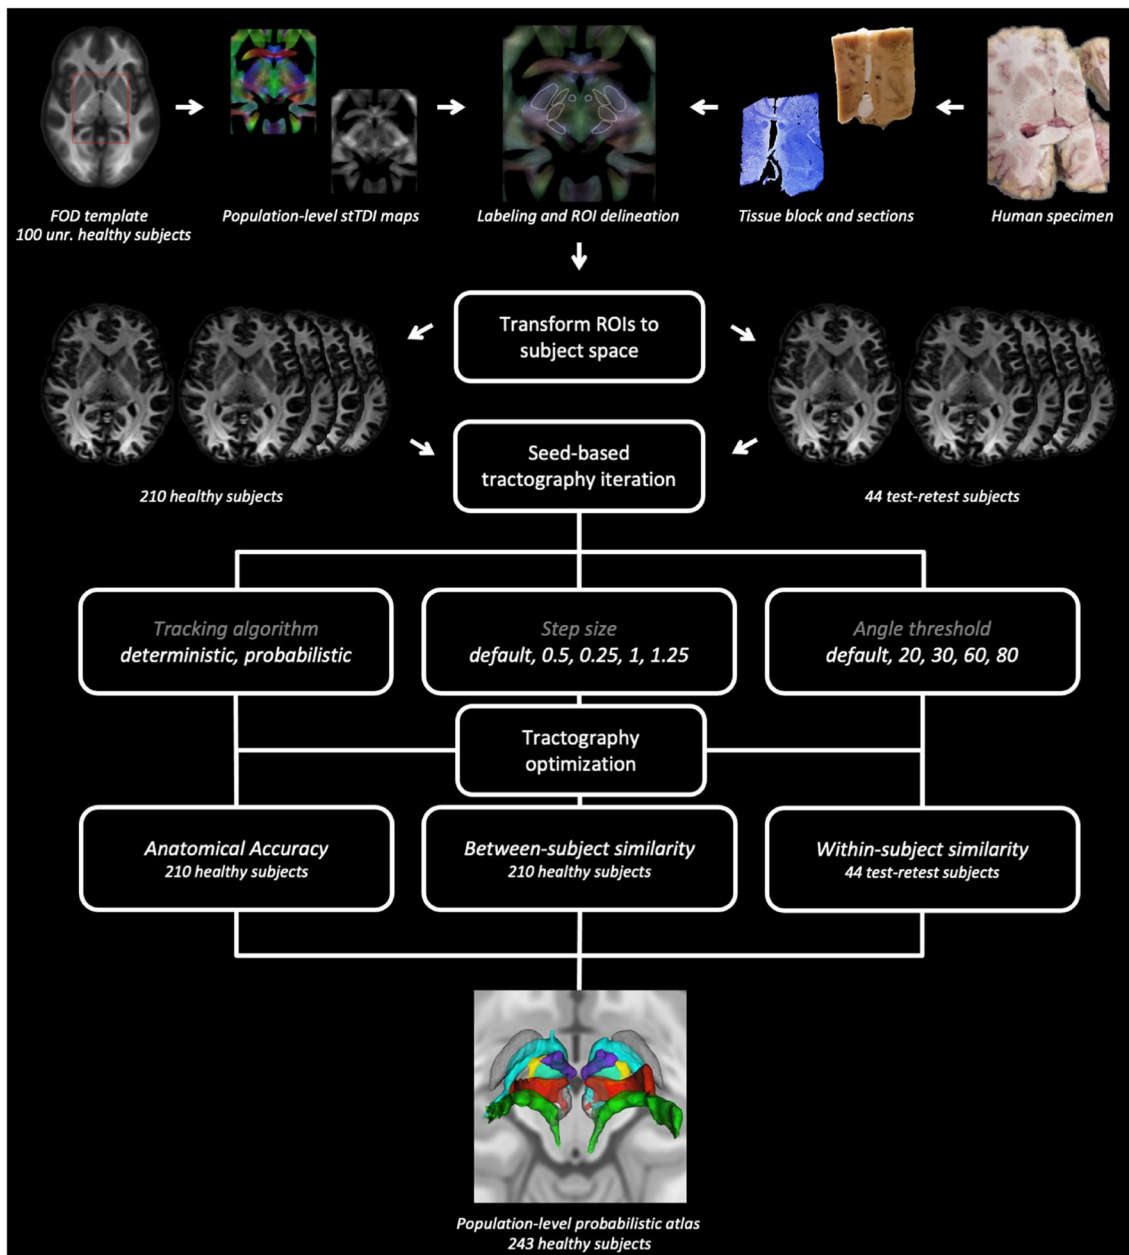 FOD template
100 unr. healthy subjects
Population-level stTDI maps
Labeling and ROI delineation
Tissue block and sections
Human specimen
Transform ROIs to
subject space
210 healthy subjects
Seed-based
tractography iteration
44 test-retest subjects
Tracking algorithm
deterministic, probabilistic
Step size
default, 0.5, 0.25, 1, 1.25
Angle threshold
default, 20, 30, 60, 80
Tractography
optimization
Anatomical Accuracy
210 healthy subjects
Between-subject similarity
210 healthy subjects
Within-subject similarity
44 test-retest subjects
Population-level probabilistic atlas
243 healthy subjects